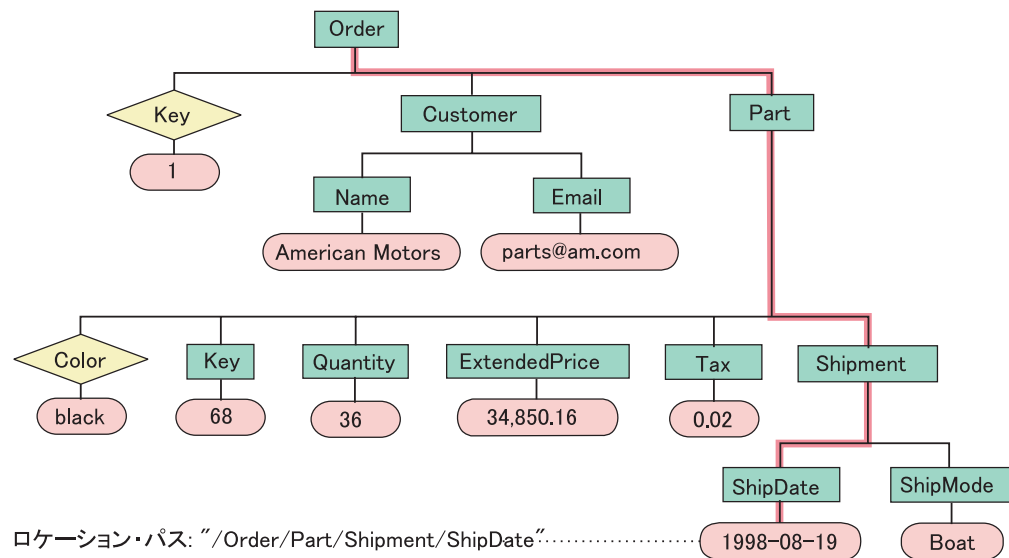 Order
Key
Customer
Part
1
Name
Email
American Motors
parts@am.com
Color
Key
Quantity
ExtendedPrice
Tax
Shipment
black
68
36
34,850.16
0.02
ShipDate
ShipMode
ロケーション・パス: "/Order/Part/Shipment/ShipDate"
1998-08-19
Boat